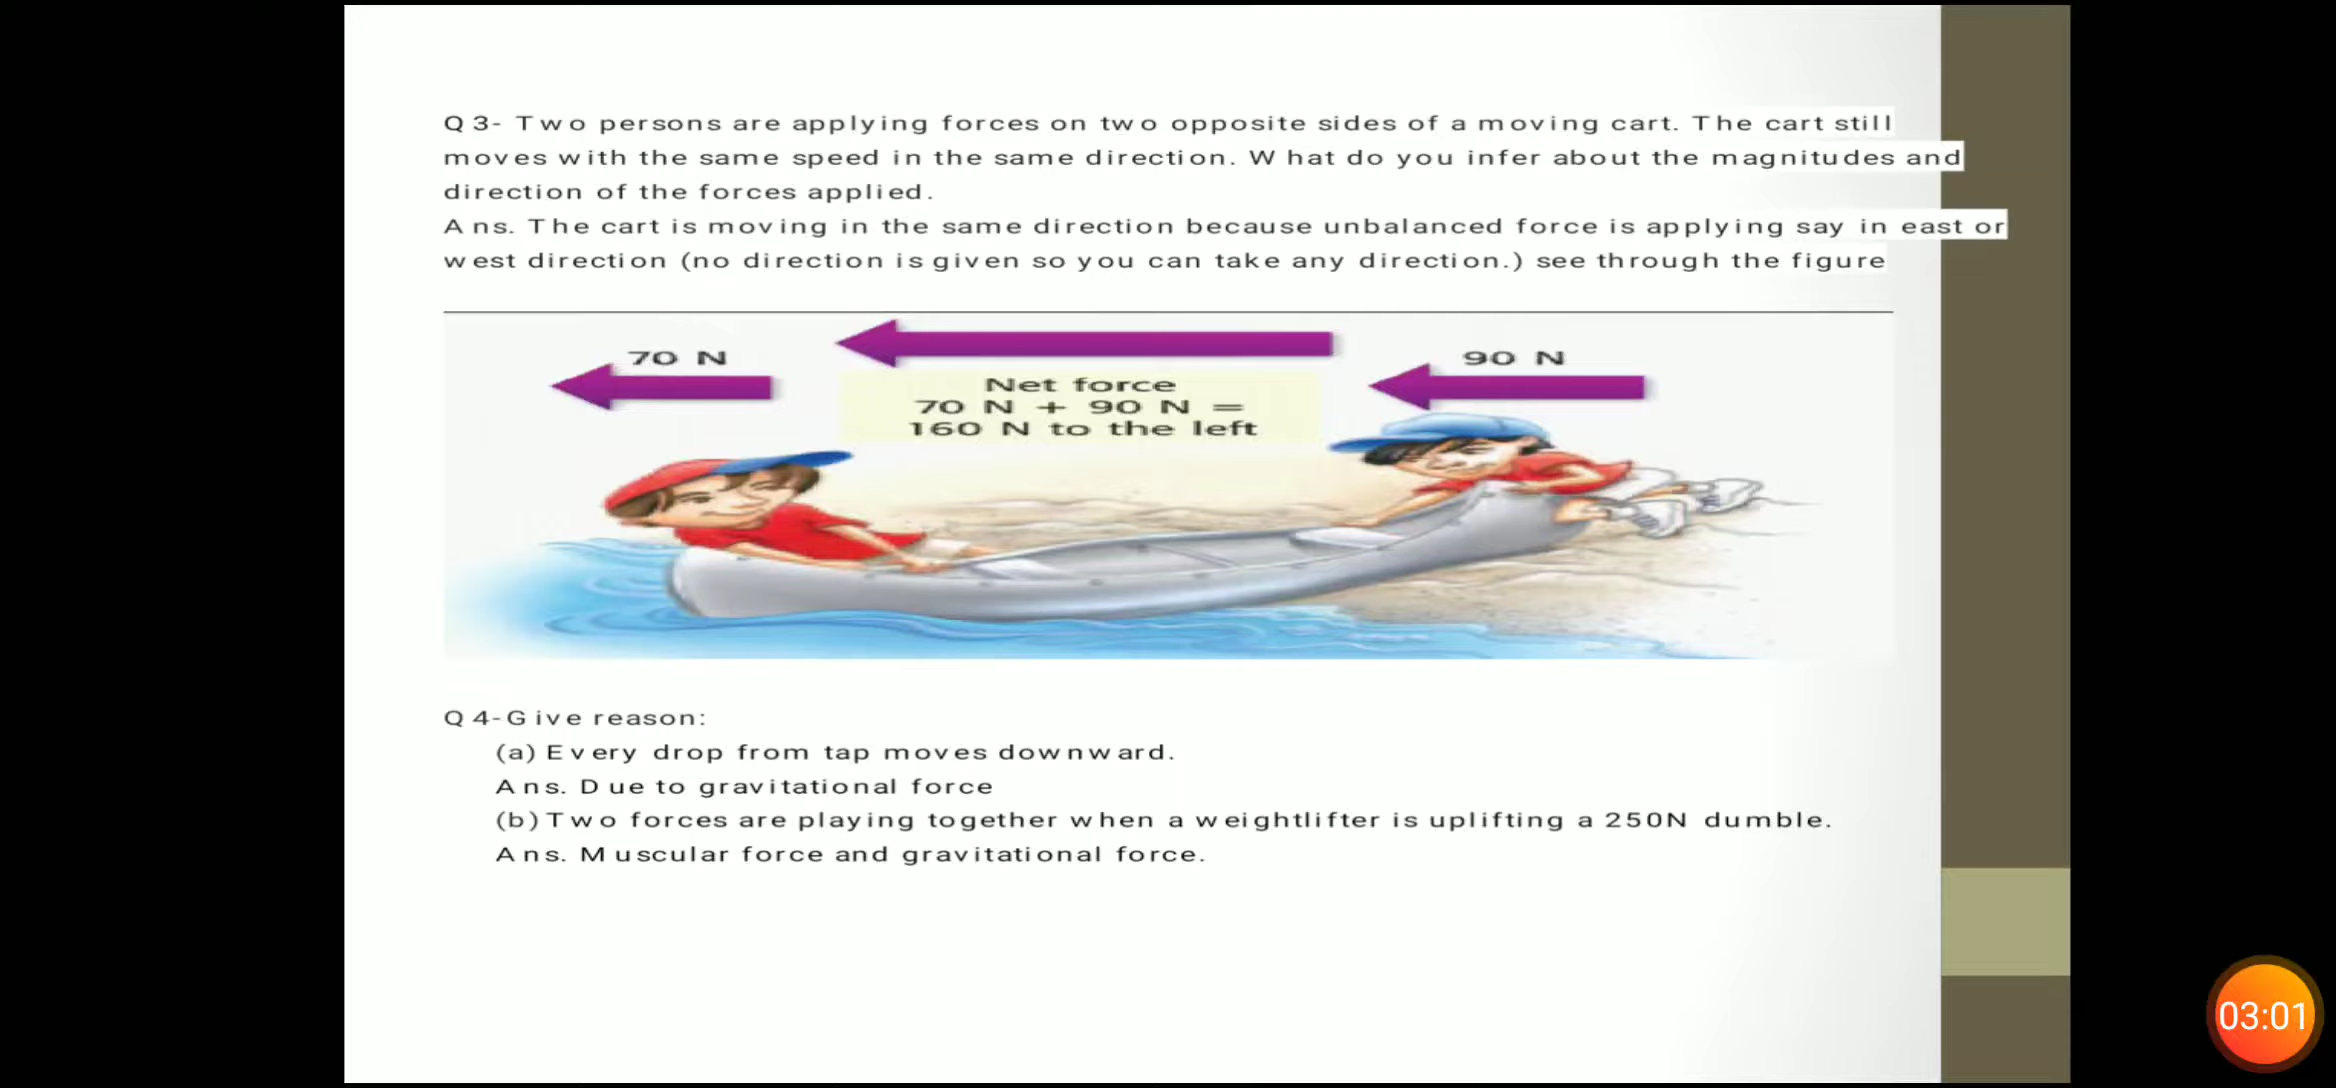 Q 3- Two persons are applying forces on two opposite sides of a moving cart. The cart still
moves with the same speed in the same direction. What do you infer about the magnitudes and
direction of the forces applied.
Ans. The cart is moving in the same direction because unbalanced force is applying say in east or
west direction (no direction is given so you can take any direction.) see through the figure
70 N
90 N
Net force
70 N + 90 N =
160 N to the left
Q 4-Give reason:
(a) Every drop from tap moves downward.
Ans. Due to gravitational force
(b) Two forces are playing together when a weightlifter is uplifting a 250N dumble.
Ans. Muscular force and gravitational force.
03:01